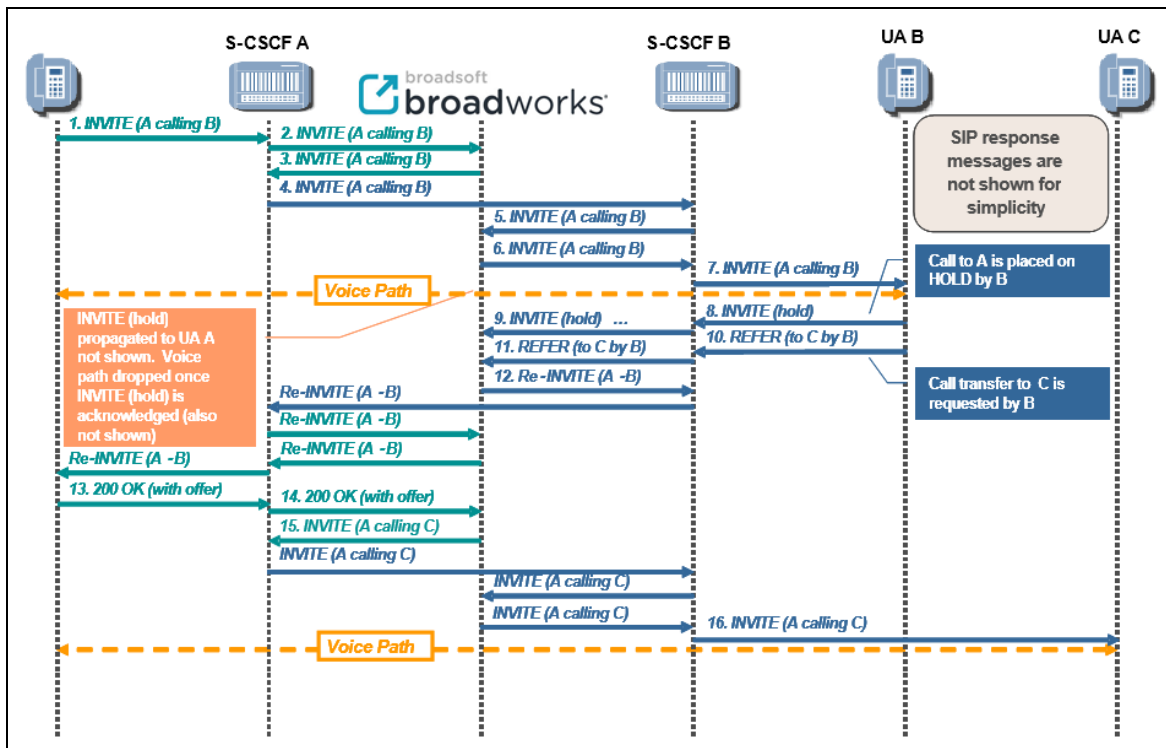 S-CSCF A
S-CSCF B
UA B
UA C
broadsoft
broadworks
1. INVITE (A calling B)
2. INVITE (A calling B)
3. INVITE (A calling B)
4. INVITE (A calling B)
5. INVITE (A calling B)
6. INVITE (A calling B)
7. INVITE (A calling B)
SIP response
messages are
not shown for
simplicity
Call to A is placed on
HOLD by B
Voice Path
8. INVITE (hold)
9. INVITE (hold) ...
10. REFER (to C by B)
11. REFER (to C by B)
12. Re-INVITE (A -B)
INVITE (hold)
propagated to UA A
not shown. Voice
path dropped once
INVITE (hold) is
acknowledged (also
not shown)
Call transfer to C is
requested by B
Re-INVITE (A -B)
Re-INVITE (A -B)
Re-INVITE (A -B)
Re-INVITE (A -B)
13. 200 OK (with offer)
14. 200 OK (with offer)
15. INVITE (A calling C)
INVITE (A calling C)
INVITE (A calling C)
INVITE (A calling C)
16. INVITE (A calling C)
Voice Path